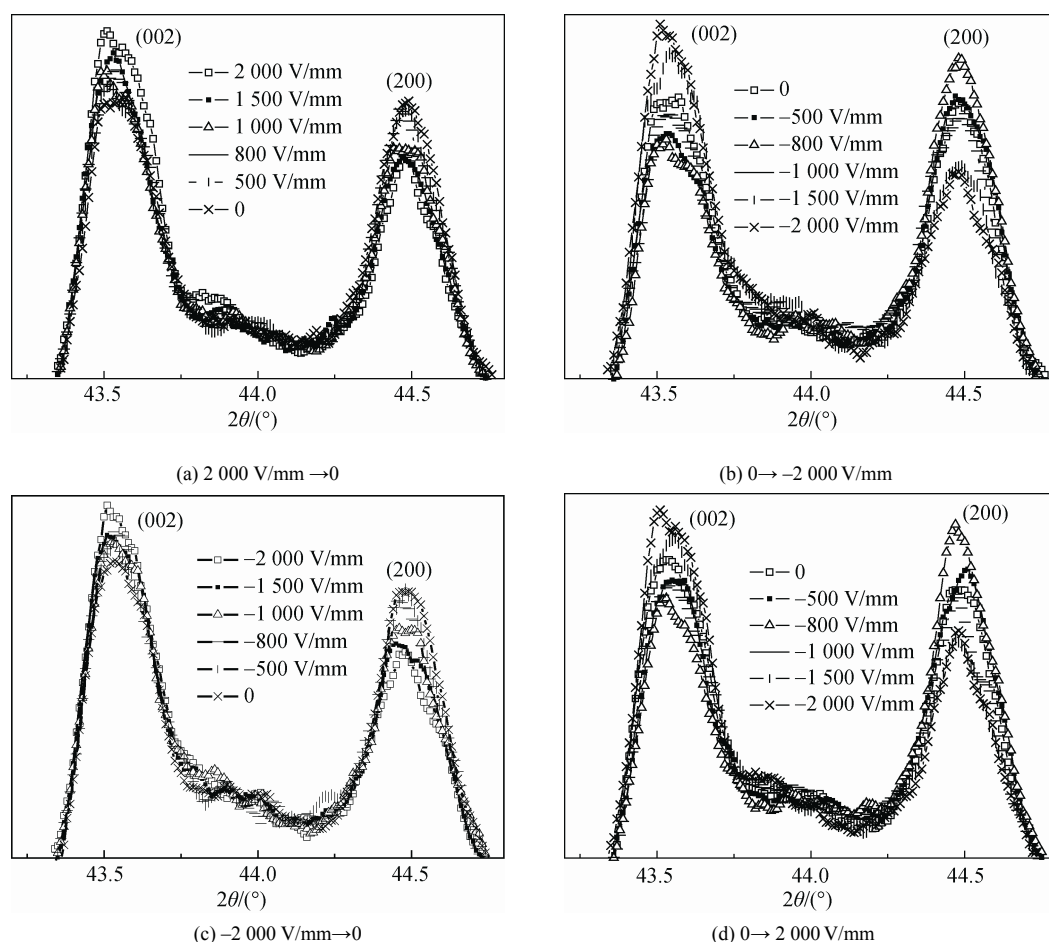 (002)
(200)
2 000 V/mm
1 500 V/mm
1 000 V/mm
800 V/mm
500 V/mm
0
43.5 44.0 44.5
2θ/(°)
(a) 2 000 V/mm →0
(002)
(200)
0
−500 V/mm
−800 V/mm
−1 000 V/mm
−1 500 V/mm
−2 000 V/mm
43.5 44.0 44.5
2θ/(°)
(b) 0→ −2 000 V/mm
(002)
(200)
−2 000 V/mm
−1 500 V/mm
−1 000 V/mm
−800 V/mm
−500 V/mm
0
43.5 44.0 44.5
2θ/(°)
(c) −2 000 V/mm→0
(002)
(200)
0
−500 V/mm
−800 V/mm
−1 000 V/mm
−1 500 V/mm
−2 000 V/mm
43.5 44.0 44.5
2θ/(°)
(d) 0→ 2 000 V/mm